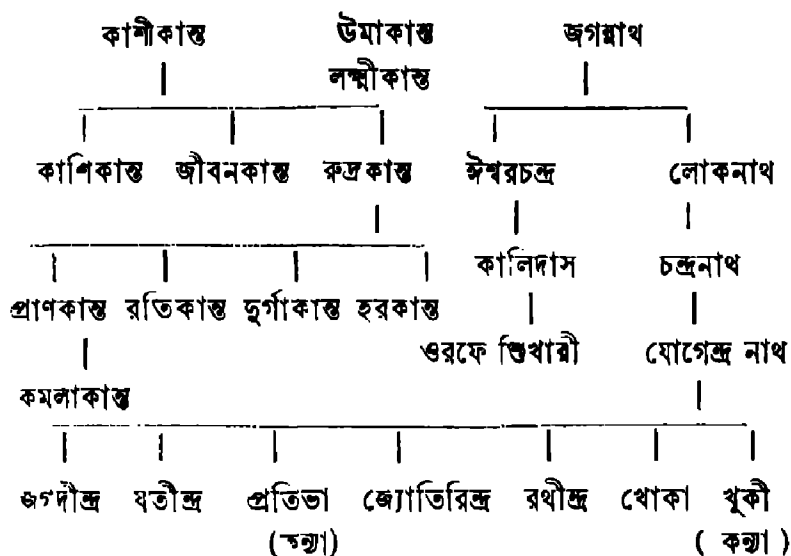 কাশীকান্ত উমাকান্ত জগন্নাথ
লক্ষ্মীকান্ত
কাশিকান্ত জীবনকান্ত রুদ্রকান্ত ঈশ্বরচন্দ্র লোকনাথ
কালিদাস চন্দ্রনাথ
প্রাণকান্ত রতিকান্ত দুর্গাকান্ত হরকান্ত
ওরফে যোগেন্দ্র নাথ
কমলাকান্ত
জগদীন্দ্র যতীন্দ্র প্রতিভা জ্যোতিরিন্দ্র রথীন্দ্র খোকা খুকী
(কন্যা) ( কন্যা )